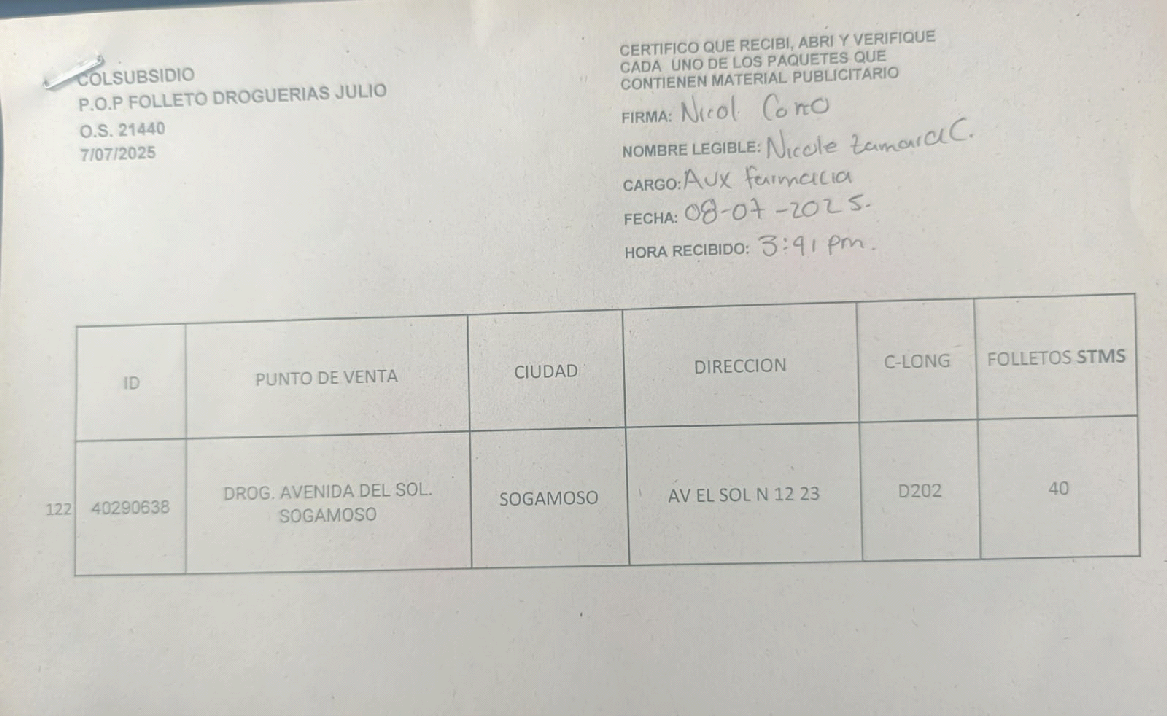 COLSUBSIDIO
P.O.P FOLLETO DROGUERIAS JULIO
O.S. 21440
7/07/2025
CERTIFICO QUE RECIBI, ABRI Y VERIFIQUE
CADA UNO DE LOS PAQUETES QUE
CONTIENEN MATERIAL PUBLICITARIO
FIRMA: Nicol
NOMBRE LEGIBLE: Nicole C.
CARGO: Aux farmacia
FECHA: 08-07-2025.
HORA RECIBIDO: 3:41 pm.
ID PUNTO DE VENTA CIUDAD DIRECCION C-LONG FOLLETOS STMS
122 40290638 DROG. AVENIDA DEL SOL. SOGAMOSO AV EL SOL N 12 23 D202 40
SOGAMOSO